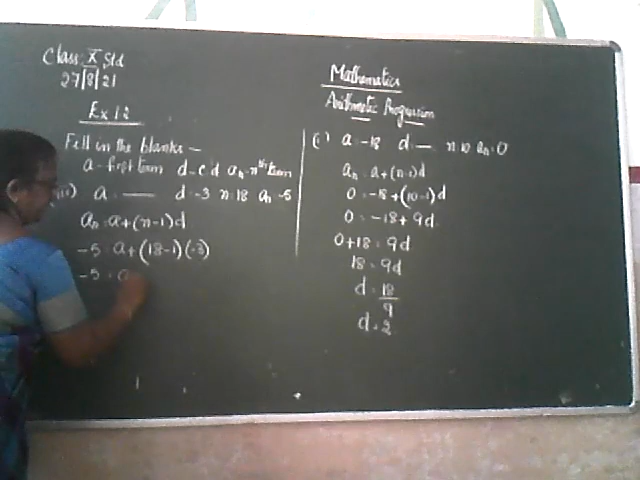 Class: X Std
27|8|21
Mathematics
Arithmetic Progression
Ex 1.2
Fill in the blanks –
a - first term d - c.d aₙ - nᵗʰ term
a = —— d = -3 n = 18 aₙ = -5
aₙ = a + (n-1)d
-5 = a + (18-1)(-3)
-5 = a
(i) a = -18 d = — n = 10 aₙ = 0
aₙ = a + (n-1)d
0 = -18 + (10-1)d
0 = -18 + 9d
0+18 = 9d
18 = 9d
d = 18/9
d = 2